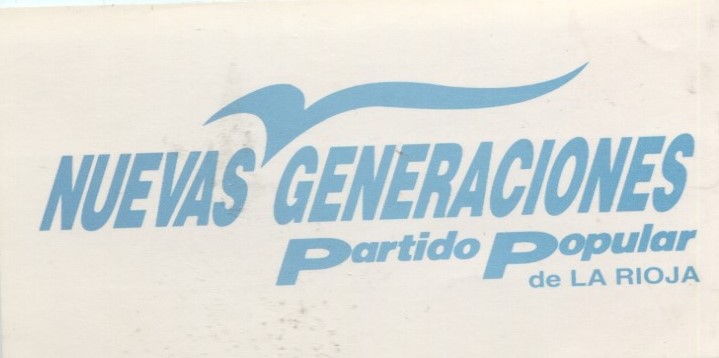 NUEVAS GENERACIONES
Partido Popular
de LA RIOJA